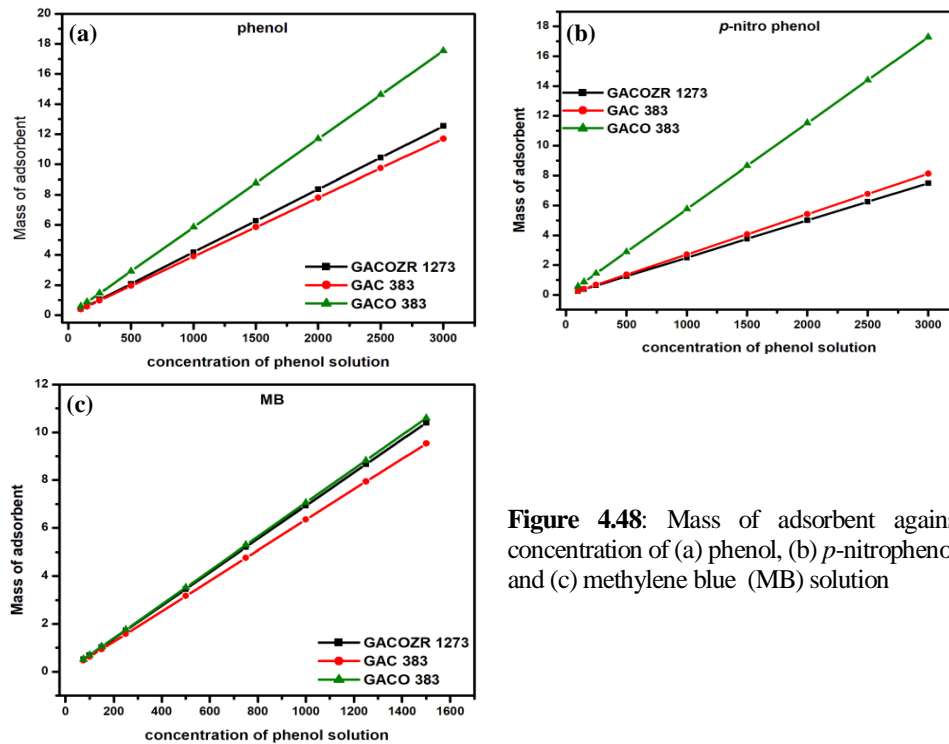 (a)
phenol
Mass of adsorbent
18
16
14
12
10
8
6
4
2
0
GACOZR 1273
GAC 383
GACO 383
0 500 1000 1500 2000 2500 3000
concentration of phenol solution
(b)
p-nitro phenol
Mass of adsorbent
18
16
14
12
10
8
6
4
2
0
GACOZR 1273
GAC 383
GACO 383
0 500 1000 1500 2000 2500 3000
concentration of phenol solution
(c)
MB
Mass of adsorbent
12
10
8
6
4
2
0
GACOZR 1273
GAC 383
GACO 383
0 200 400 600 800 1000 1200 1400 1600
concentration of phenol solution
Figure 4.48: Mass of adsorbent agains
concentration of (a) phenol, (b) p-nitropheno
and (c) methylene blue (MB) solution